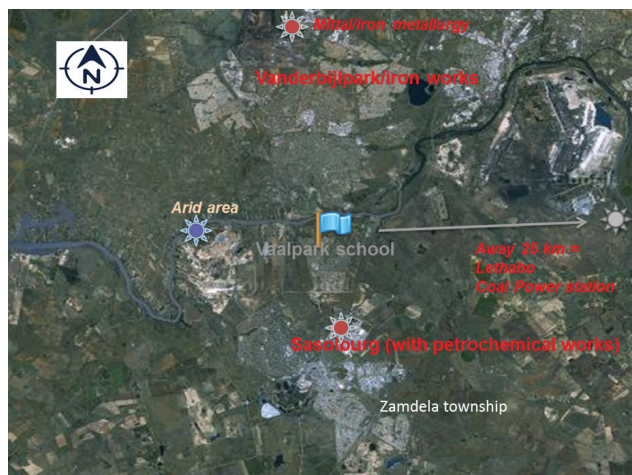 Mittal/iron metallurgy
N
Vanderbijlpark/iron works
Arid area
Vaalpark school
Away 25 km =
Lethabo
Coal Power station
Sasolourg (with petrochemical works)
Zamdela township